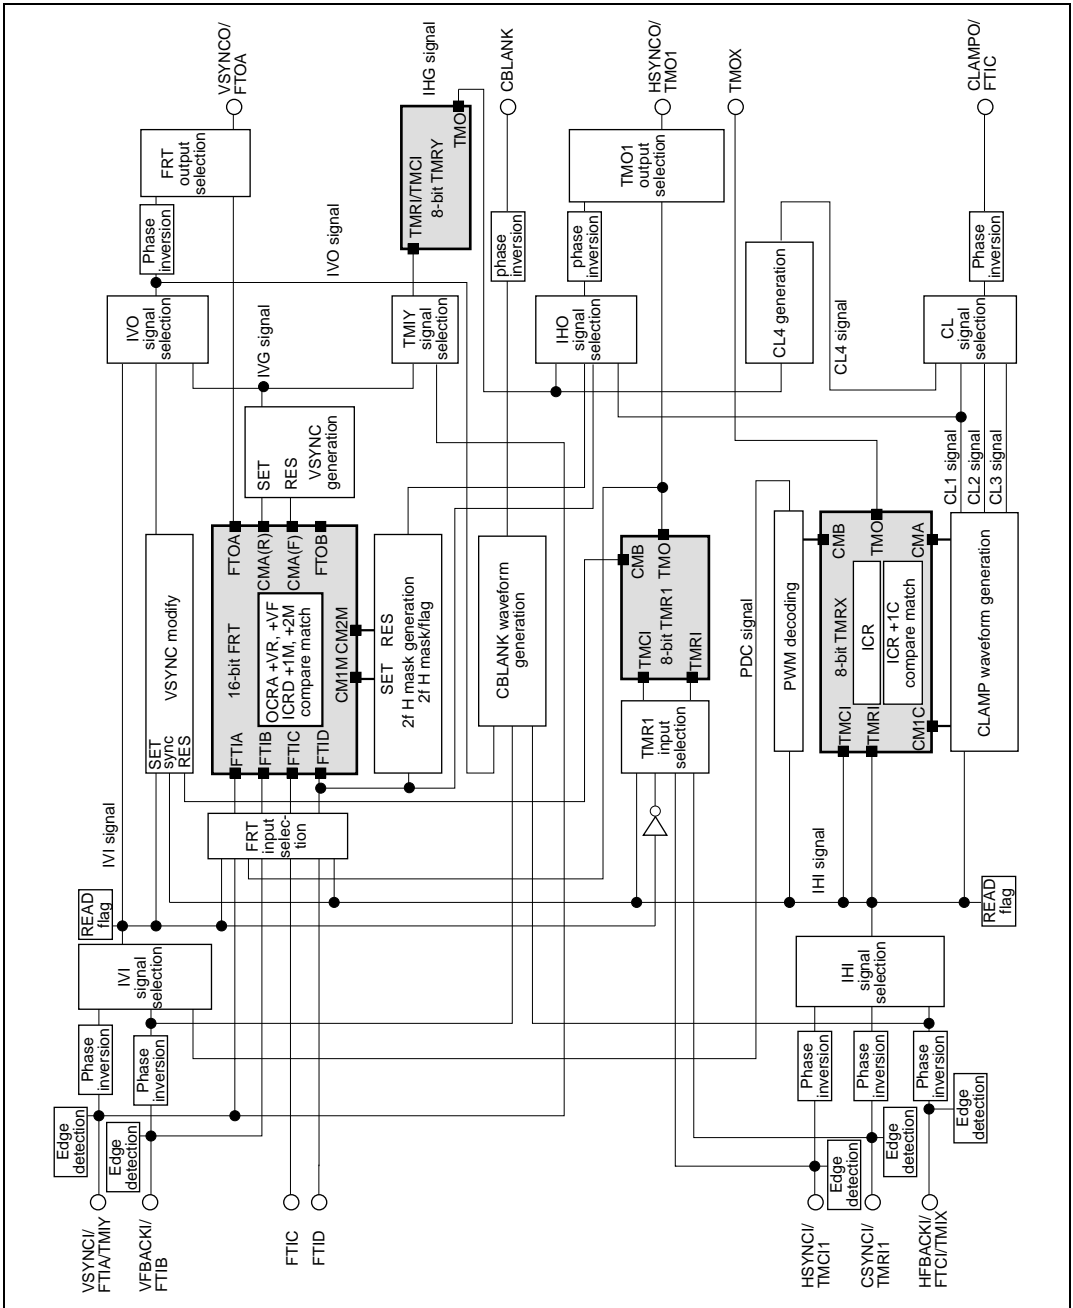 VSYNCO/
FTOA
CBLANK
HSYNCO/
TMO1
TMOX
CLAMPO/
FTIC
IHG signal
FRT
output
selection
TMO
TMRI/TMCI
8-bit TMRY
TMO1
output
selection
Phase
inversion
IVO signal
phase
inversion
phase
inversion
Phase
inversion
IVO
signal
selection
TMIY
signal
selection
IHO
signal
selection
CL4 generation
CL4 signal
CL
signal
selection
IVG signal
SET
RES
VSYNC
generation
CL1 signal
CL2 signal
CL3 signal
VSYNC modify
SET
sync
RES
FTOA
CMA(R)
CMA(F)
FTOB
16-bit FRT
OCRA +VR, +VF
ICRD +1M, +2M
compare match
CM1M CM2M
FTIA
FTIB
FTIC
FTID
SET RES
2f H mask generation
2f H mask/flag
CBLANK waveform
generation
CMB
TMO
8-bit TMR1
TMCI
TMRI
PDC signal
PWM decoding
CMB
TMO
CMA
8-bit TMRX
ICR
ICR +1C
compare match
TMCI
TMRI
CM1C
CLAMP waveform generation
TMR1
input
selection
IVI signal
FRT
input
selec-
tion
IHI signal
READ
flag
READ
flag
IVI
signal
selection
IHI
signal
selection
Phase
inversion
Phase
inversion
Phase
inversion
Phase
inversion
Phase
inversion
Edge
detection
Edge
detection
Edge
detection
Edge
detection
Edge
detection
VSYNCI/
FTIA/TMIY
VFBACKI/
FTIB
FTIC
FTID
HSYNCI/
TMCI1
CSYNCI/
TMRI1
HFBACKI/
FTCI/TMIX